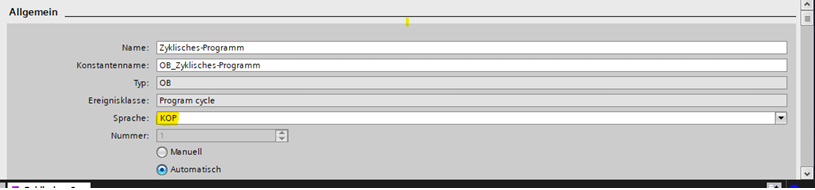 Allgemein
Name: Zyklisches-Programm
Konstantenname: OB_Zyklisches-Programm
Typ: OB
Ereignisklasse: Program cycle
Sprache: KOP
Nummer: 1
Manuell
Automatisch